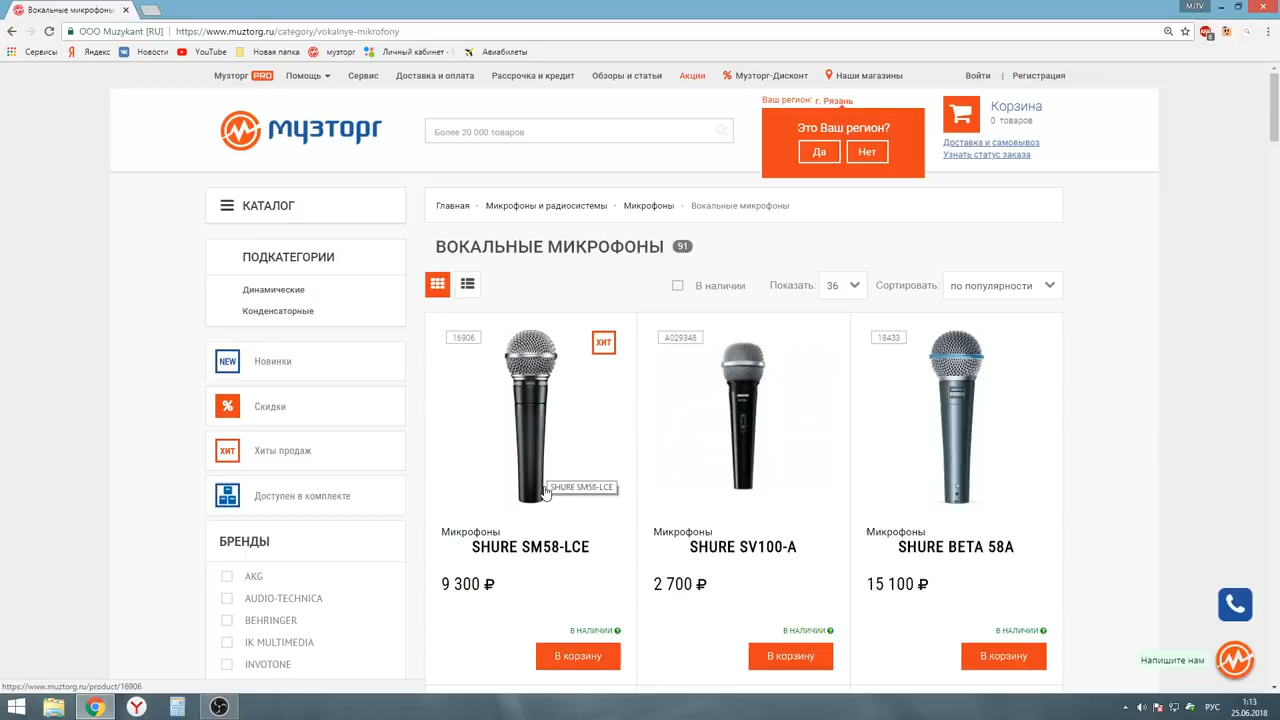 Вокальные микрофоны
MJTV
ООО Muzykant [RU]
https://www.muztorg.ru/category/vokalnye-mikrofony
Сервисы
Яндекс
Новости
YouTube
Новая папка
музторг
Личный кабинет -
Авиабилеты
Музторг PRO
Помощь
Сервис
Доставка и оплата
Рассрочка и кредит
Обзоры и статьи
Акции
% Музторг-Дисконт
Наши магазины
Войти
|
Регистрация
музторг
Более 20 000 товаров
Ваш регион: г. Рязань
Это Ваш регион?
Да
Нет
Корзина
0 товаров
Доставка и самовывоз
Узнать статус заказа
КАТАЛОГ
Главная
Микрофоны и радиосистемы
Микрофоны
Вокальные микрофоны
ПОДКАТЕГОРИИ
Динамические
Конденсаторные
NEW Новинки
% Скидки
ХИТ Хиты продаж
Доступен в комплекте
БРЕНДЫ
AKG
AUDIO-TECHNICA
BEHRINGER
IK MULTIMEDIA
INVOTONE
ВОКАЛЬНЫЕ МИКРОФОНЫ 91
В наличии
Показать:
36
Сортировать:
по популярности
16906
ХИТ
SHURE SM58-LCE
Микрофоны
SHURE SM58-LCE
9 300 ₽
В НАЛИЧИИ
В корзину
A029348
Микрофоны
SHURE SV100-A
2 700 ₽
В НАЛИЧИИ
В корзину
18433
Микрофоны
SHURE BETA 58A
15 100 ₽
В НАЛИЧИИ
В корзину
Напишите нам
https://www.muztorg.ru/product/16906
РУС
1:13
25.06.2018